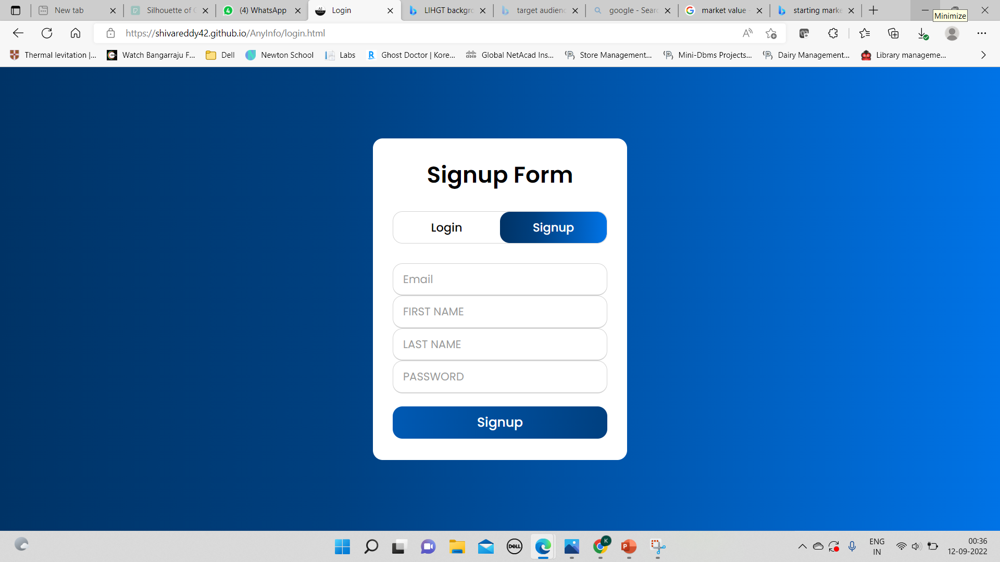 New tab
Silhouette of
(4) WhatsApp
Login
LIHGT backgro
target audienc
google - Sear
market value
starting marke
Minimize
https://shivareddy42.github.io/AnyInfo/login.html
Thermal levitation |...
Watch Bangarraju F...
Dell
Newton School
Labs
Ghost Doctor | Kore...
Global NetAcad Ins...
Store Management...
Mini-Dbms Projects...
Dairy Management...
Library manageme...
Signup Form
Login
Signup
Email
FIRST NAME
LAST NAME
PASSWORD
Signup
ENG
IN
00:36
12-09-2022